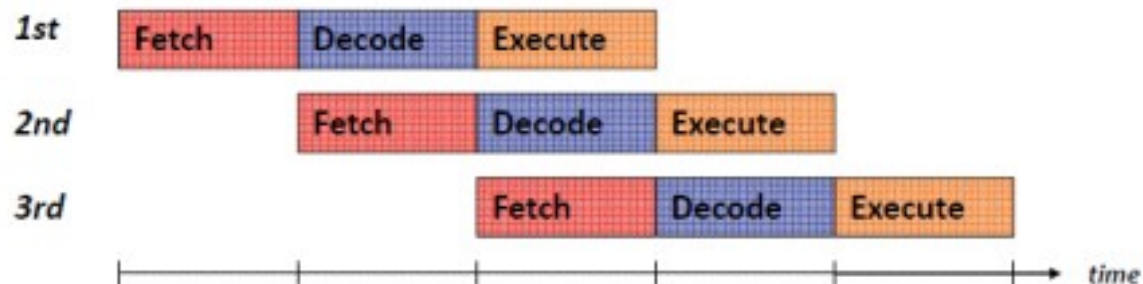 1st Fetch Decode Execute
2nd Fetch Decode Execute
3rd Fetch Decode Execute
time